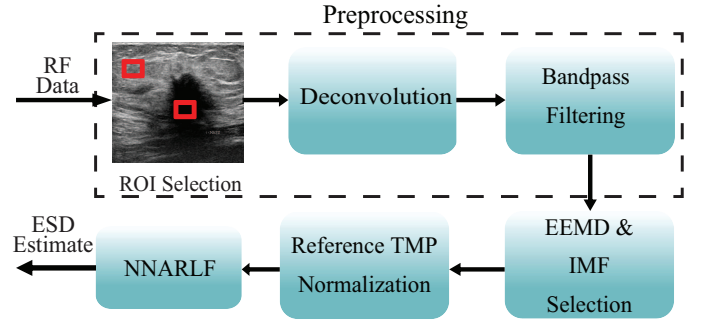 Preprocessing
RF
Data
ROI Selection
Deconvolution
Bandpass
Filtering
EEMD &
IMF
Selection
Reference TMP
Normalization
NNARLF
ESD
Estimate